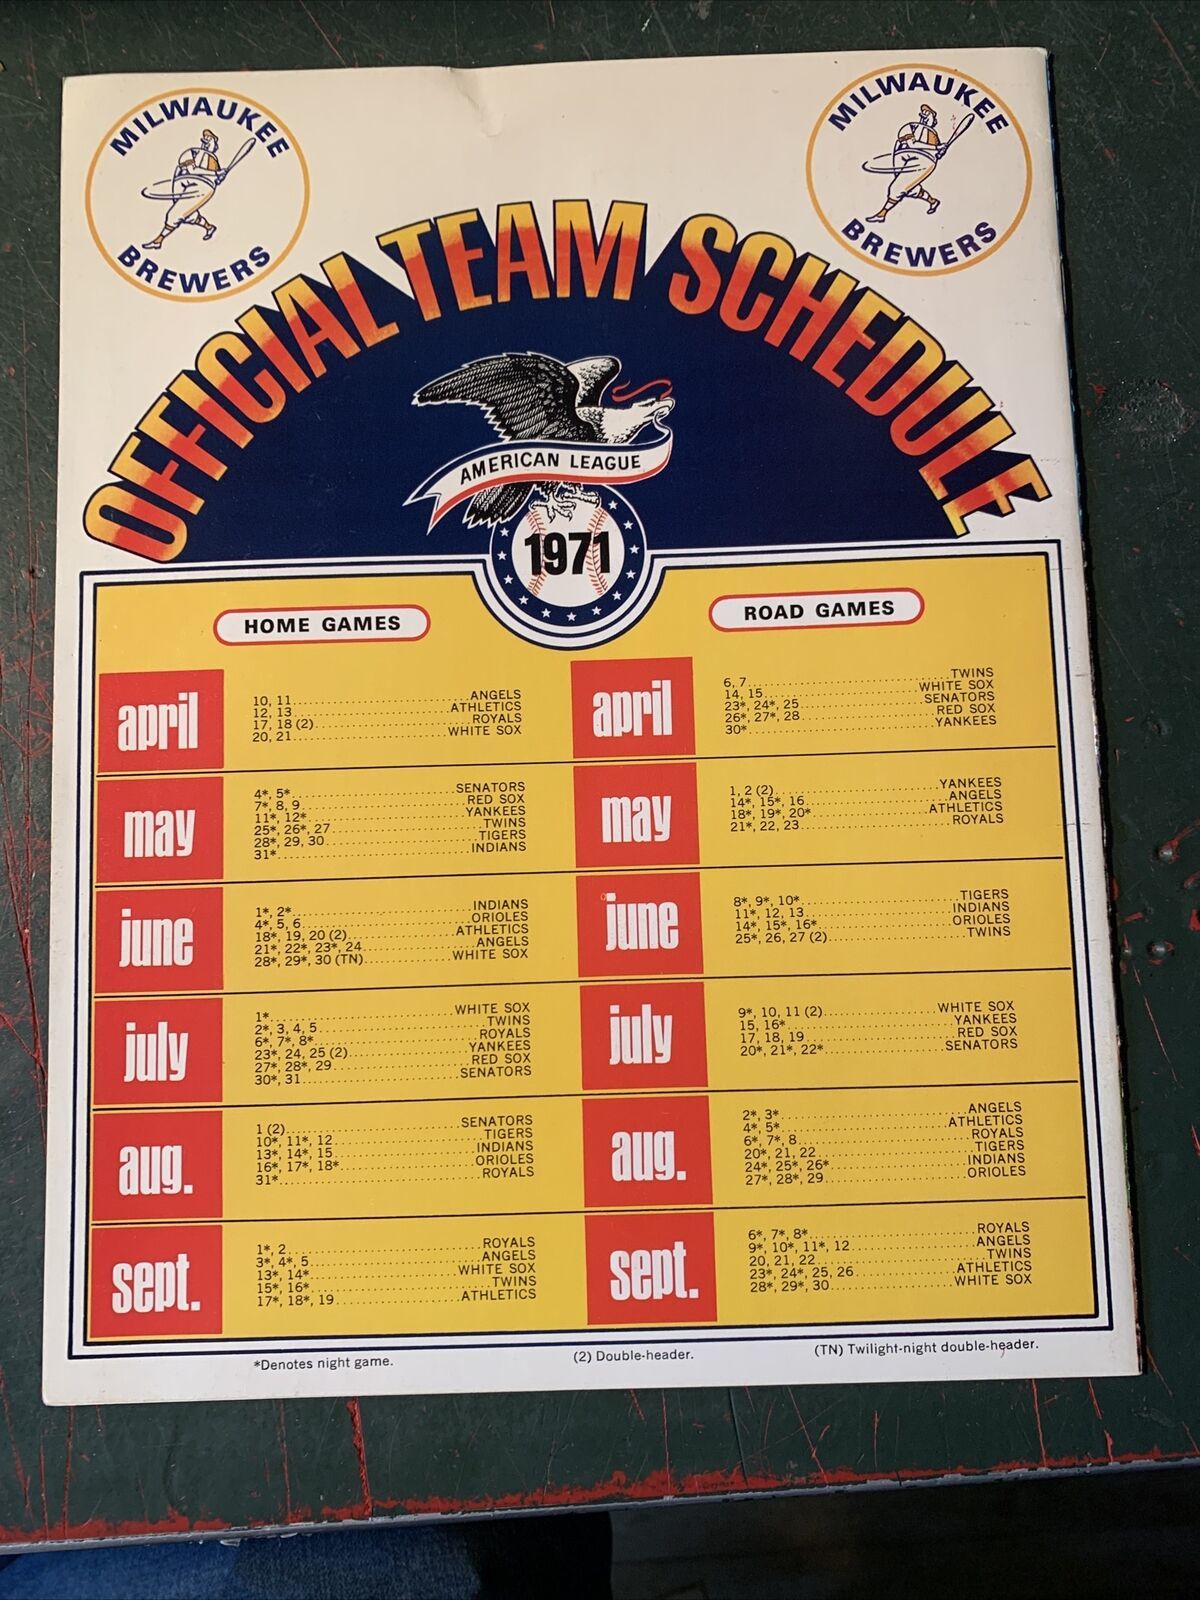 MILWAUKEE
BREWERS
MILWAUKEE
BREWERS
OFFICIAL TEAM SCHEDULE
AMERICAN LEAGUE
1971
HOME GAMES
april
10, 11 ANGELS
12, 13 ATHLETICS
17, 18 (2) ROYALS
20, 21 WHITE SOX
may
4*, 5* SENATORS
7*, 8, 9 RED SOX
11*, 12* YANKEES
25*, 26*, 27 TWINS
28*, 29, 30 TIGERS
31* INDIANS
june
1*, 2* INDIANS
4*, 5, 6 ORIOLES
18*, 19, 20 (2) ATHLETICS
21*, 22*, 23*, 24 ANGELS
28*, 29*, 30 (TN) WHITE SOX
july
1* WHITE SOX
2*, 3, 4, 5 TWINS
6*, 7*, 8* ROYALS
23*, 24, 25 (2) YANKEES
27*, 28*, 29 RED SOX
30*, 31 SENATORS
aug.
1 (2) SENATORS
10*, 11*, 12 TIGERS
13*, 14*, 15 INDIANS
16*, 17*, 18* ORIOLES
31* ROYALS
sept.
1*, 2 ROYALS
3*, 4*, 5 ANGELS
13*, 14* WHITE SOX
15*, 16* TWINS
17*, 18*, 19 ATHLETICS
ROAD GAMES
april
6, 7 TWINS
14, 15 WHITE SOX
23*, 24*, 25 SENATORS
26*, 27*, 28 RED SOX
30* YANKEES
may
1, 2 (2) YANKEES
14*, 15*, 16 ANGELS
18*, 19*, 20* ATHLETICS
21*, 22, 23 ROYALS
june
8*, 9*, 10* TIGERS
11*, 12, 13 INDIANS
14*, 15*, 16* ORIOLES
25*, 26, 27 (2) TWINS
july
9*, 10, 11 (2) WHITE SOX
15, 16* YANKEES
17, 18, 19 RED SOX
20*, 21*, 22* SENATORS
aug.
2*, 3* ANGELS
4*, 5* ATHLETICS
6*, 7*, 8 ROYALS
20*, 21, 22 TIGERS
24*, 25*, 26* INDIANS
27*, 28*, 29 ORIOLES
sept.
6*, 7*, 8* ROYALS
9*, 10*, 11*, 12 ANGELS
20, 21, 22 TWINS
23*, 24*, 25, 26 ATHLETICS
28*, 29*, 30 WHITE SOX
*Denotes night game.
(2) Double-header.
(TN) Twilight-night double-header.